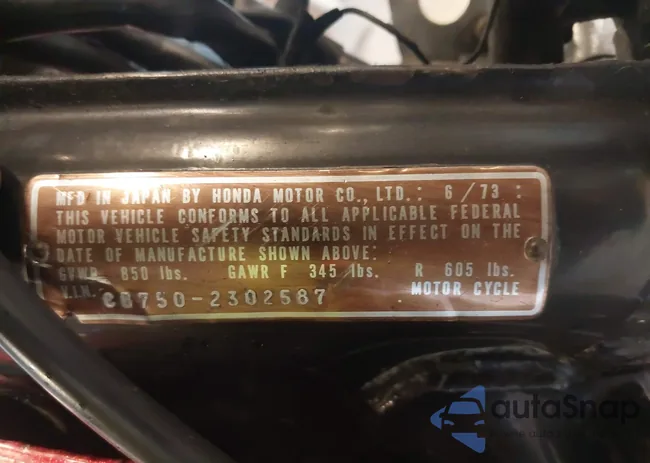 MFD IN JAPAN BY HONDA MOTOR CO., LTD.: 6/73 :
THIS VEHICLE CONFORMS TO ALL APPLICABLE FEDERAL
MOTOR VEHICLE SAFETY STANDARDS IN EFFECT ON THE
DATE OF MANUFACTURE SHOWN ABOVE:
GVWR 850 lbs. GAWR F 345 lbs. R 605 lbs.
V.I.N. CB750-2302587 MOTOR CYCLE
autoSnap